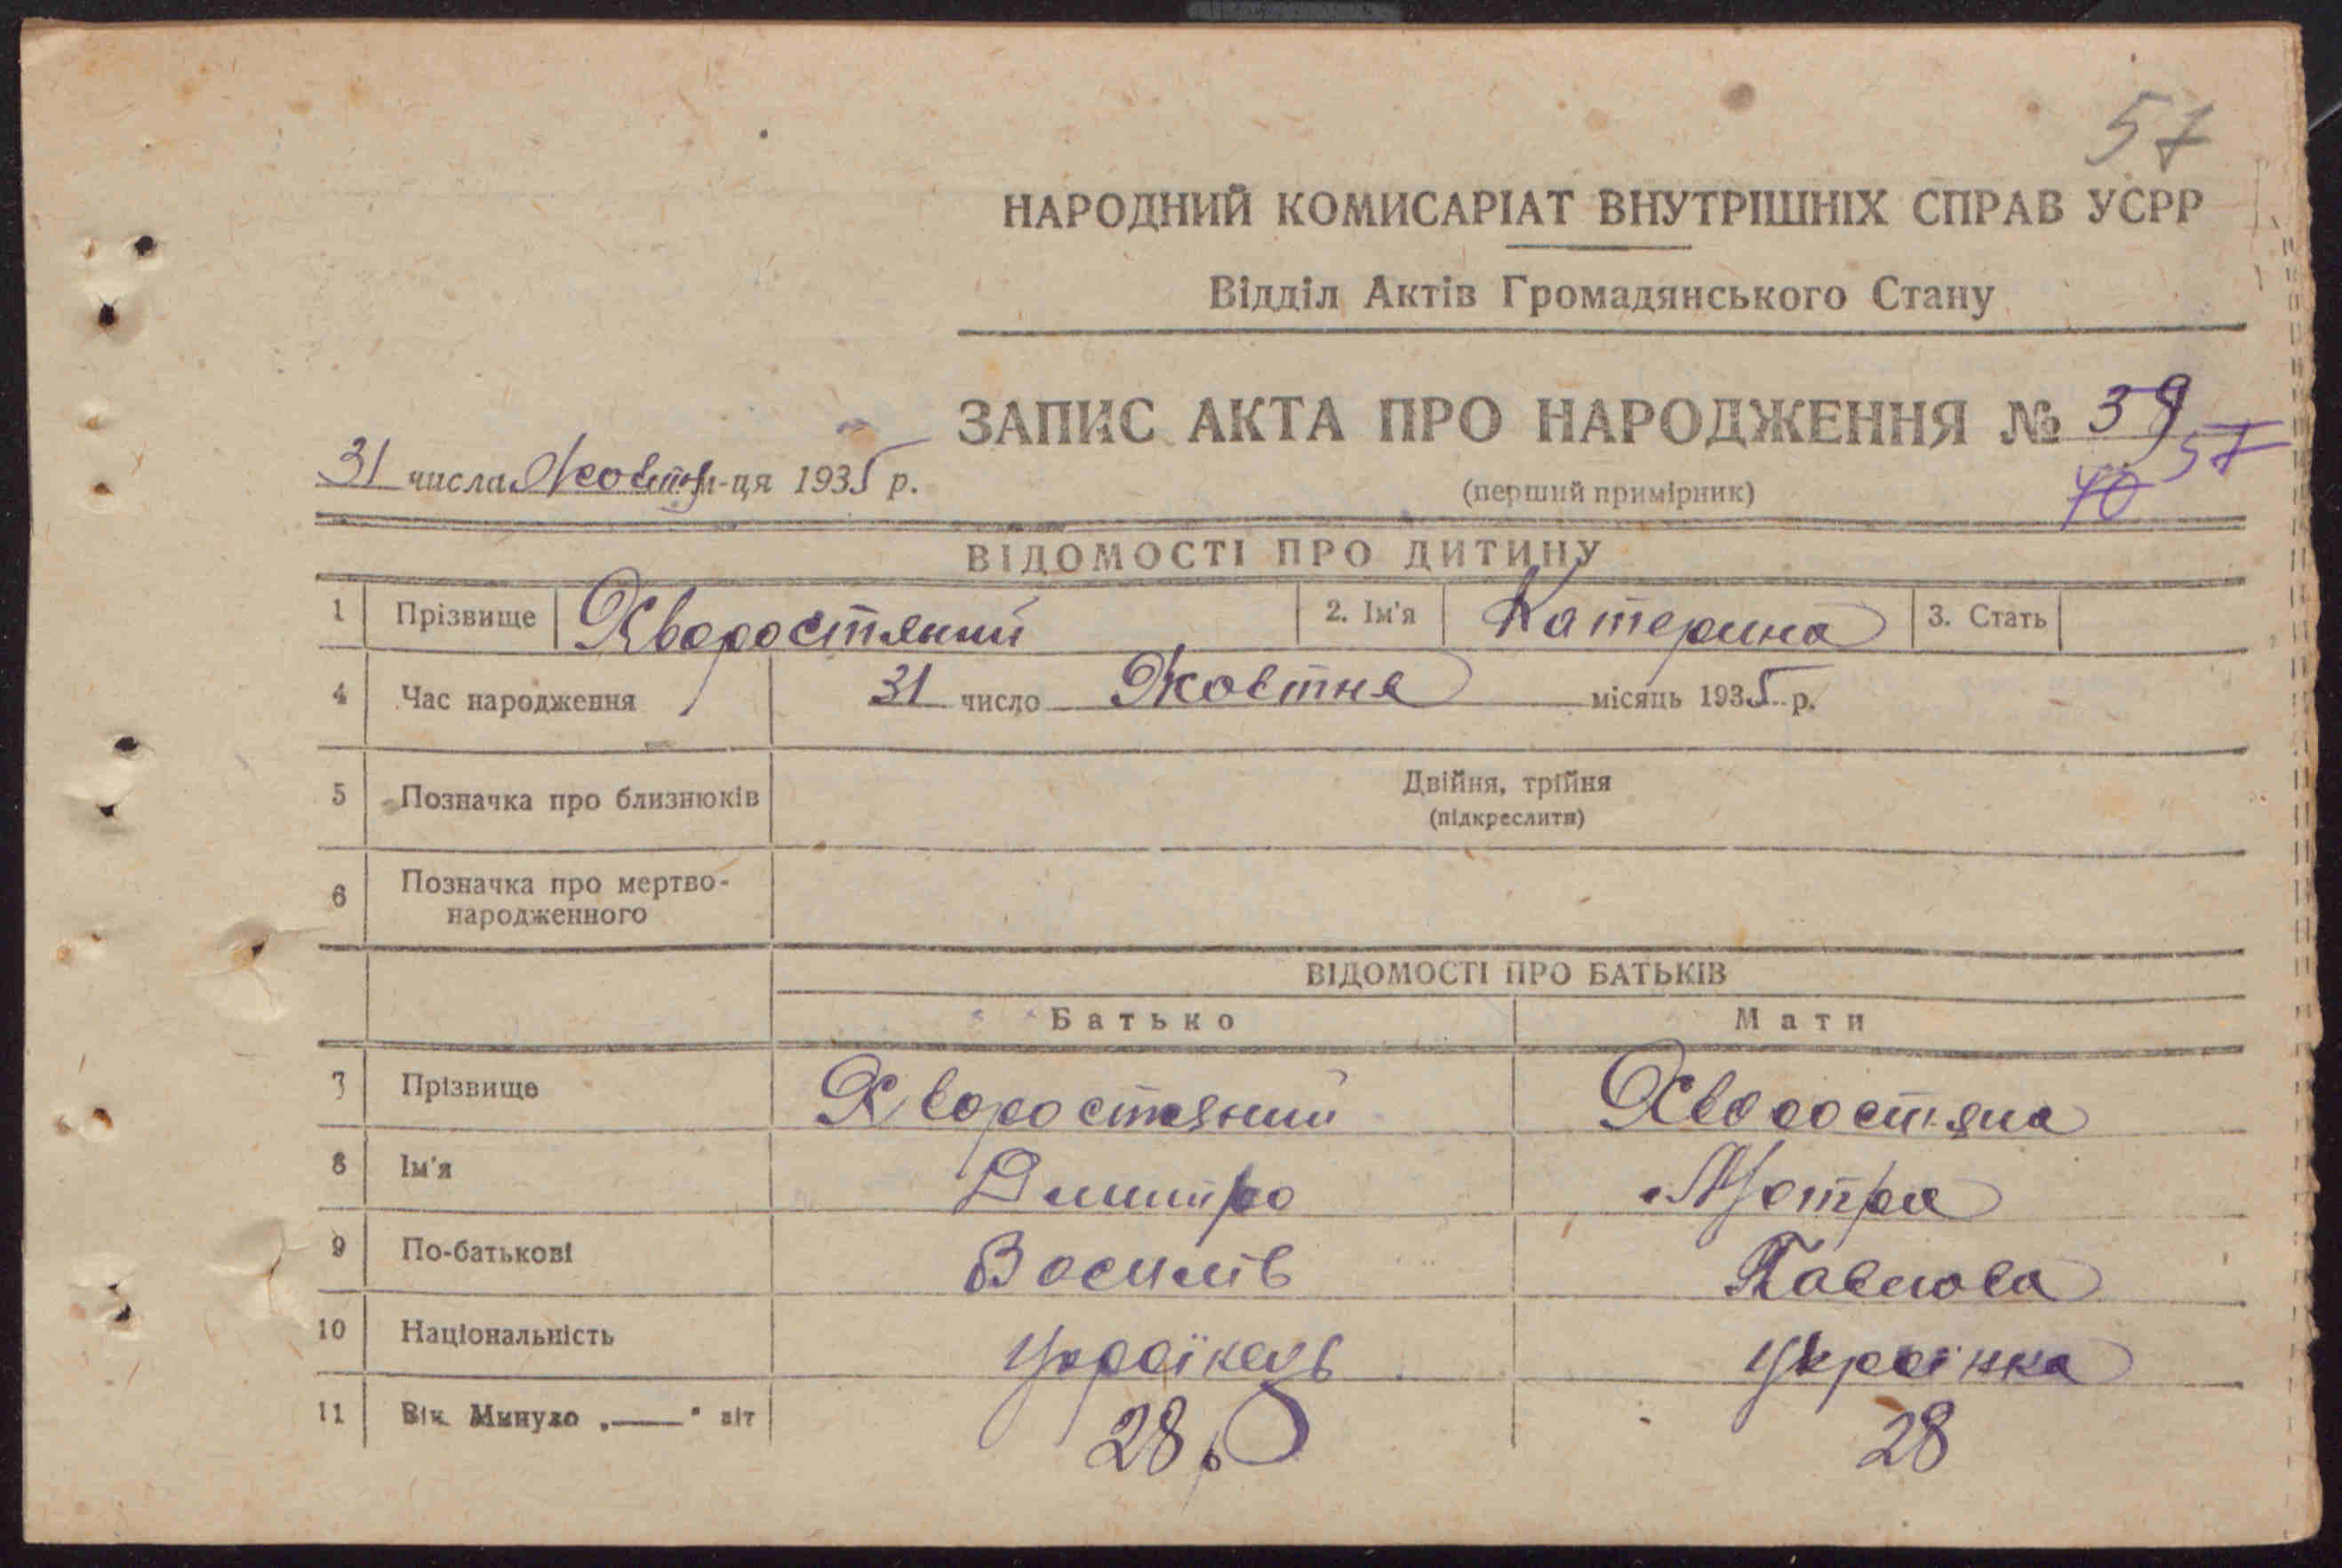 57
НАРОДНИЙ КОМИСАРІАТ ВНУТРІШНІХ СПРАВ УСРР
Відділ Актів Громадянського Стану
ЗАПИС АКТА ПРО НАРОДЖЕННЯ № 39
57
40
31 числа Жовтня м-ця 1935 р.
(перший примірник)
ВІДОМОСТІ ПРО ДИТИНУ
1 Прізвище Хворостяний 2. Ім'я Катерина 3. Стать
4 Час народження 31 число Жовтня місяць 1935 р.
5 Позначка про близнюків Двійня, трійня
(підкреслити)
6 Позначка про мертво-
народженного
ВІДОМОСТІ ПРО БАТЬКІВ
Батько Мати
7 Прізвище Хворостяний Хворостяна
8 Ім'я Дмитро Мотря
9 По-батькові Василів Павлова
10 Національність Українець Українка
11 Вік. Минуло „——" літ 28 р 28